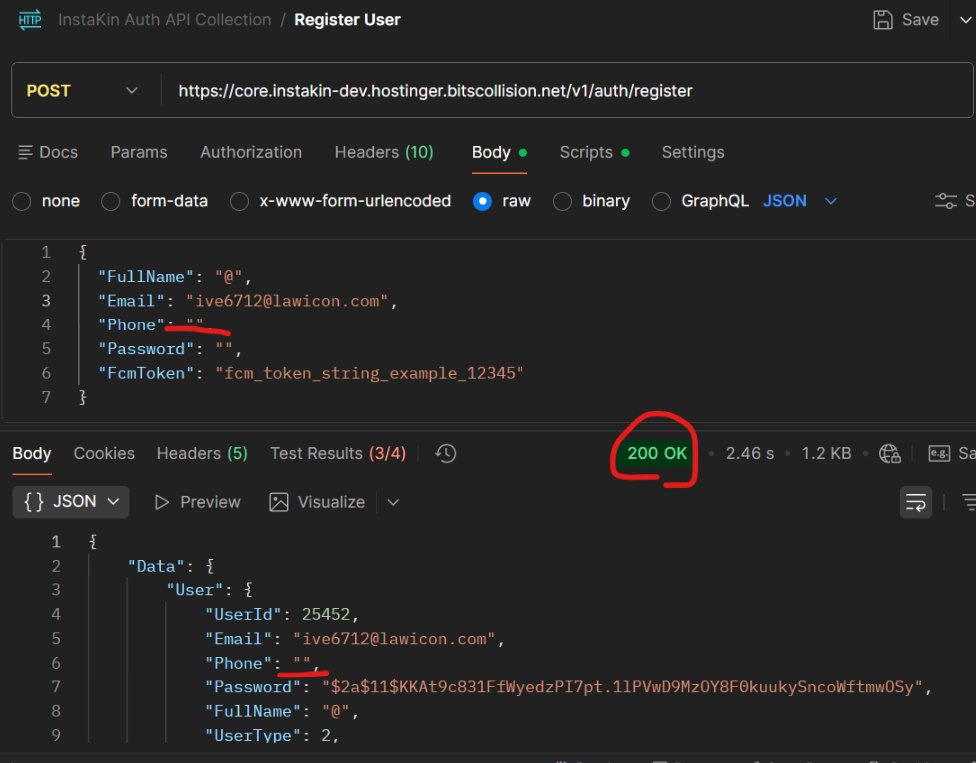 HTTP InstaKin Auth API Collection / Register User Save
POST https://core.instakin-dev.hostinger.bitscollision.net/v1/auth/register
Docs Params Authorization Headers (10) Body Scripts Settings
none form-data x-www-form-urlencoded raw binary GraphQL JSON S
1 {
2 "FullName": "@",
3 "Email": "ive6712@lawicon.com",
4 "Phone": ""
5 "Password": "",
6 "FcmToken": "fcm_token_string_example_12345"
7 }
Body Cookies Headers (5) Test Results (3/4) 200 OK • 2.46 s • 1.2 KB • e.g. Sa
{} JSON Preview Visualize
1 {
2 "Data": {
3 "User": {
4 "UserId": 25452,
5 "Email": "ive6712@lawicon.com",
6 "Phone": "",
7 "Password": "$2a$11$KKAt9c831FfWyedzPI7pt.1lPVwD9MzOY8F0kuukySncoWftmwOSy",
8 "FullName": "@",
9 "UserType": 2,